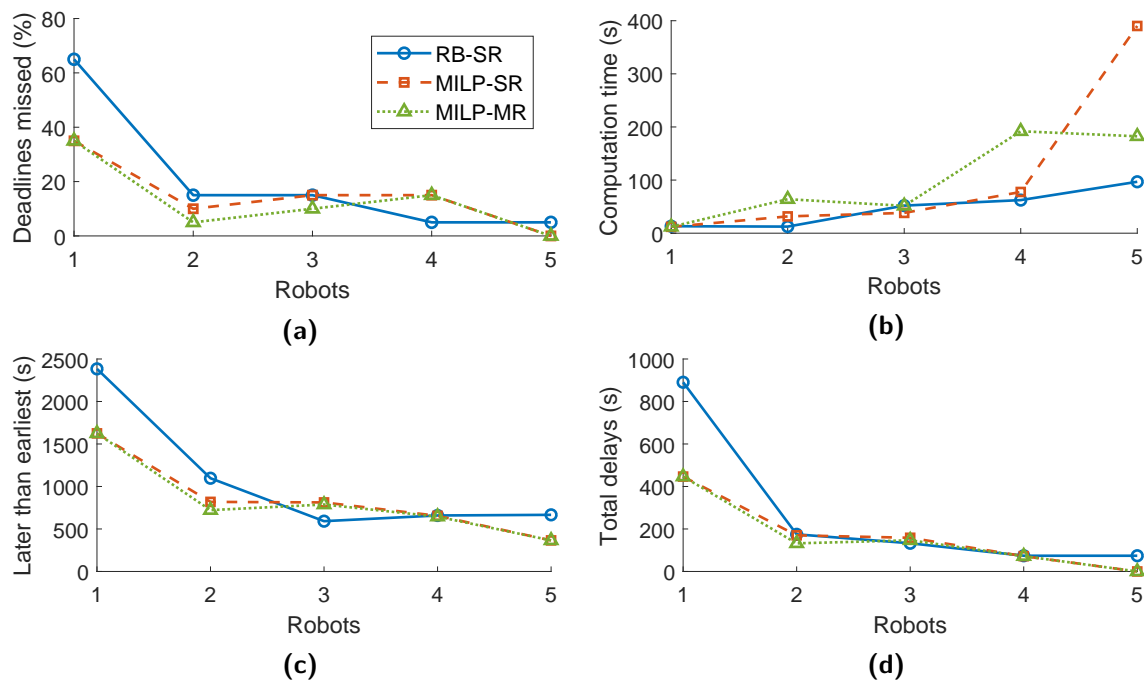 Deadlines missed (%)
80
60
40
20
0
1 2 3 4 5
Robots
RB-SR
MILP-SR
MILP-MR
(a)
Computation time (s)
400
300
200
100
0
1 2 3 4 5
Robots
(b)
Later than earliest (s)
2500
2000
1500
1000
500
0
1 2 3 4 5
Robots
(c)
Total delays (s)
1000
800
600
400
200
0
1 2 3 4 5
Robots
(d)